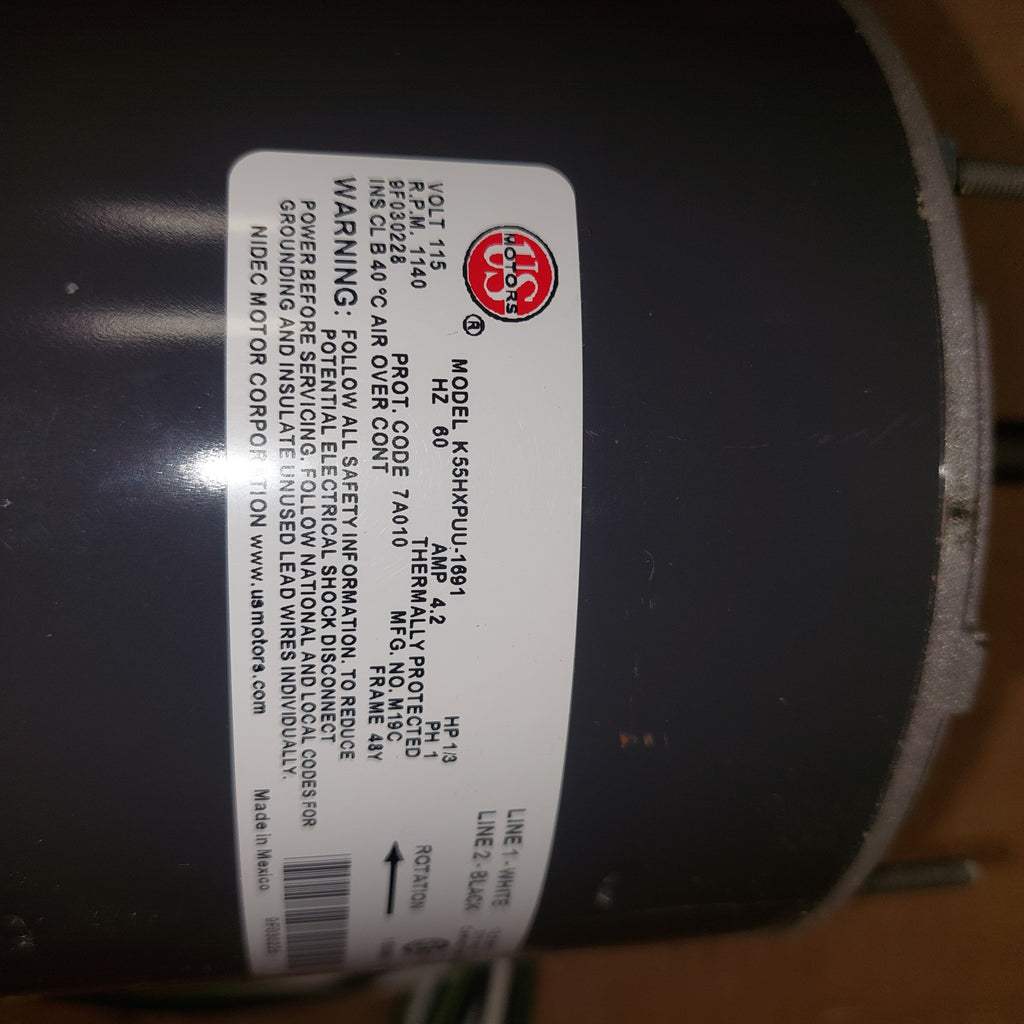 US
MOTORS
®
MODEL K55HXPUU-1691 HP 1/3
VOLT 115 HZ 60 AMP 4.2 PH 1
R.P.M. 1140 THERMALLY PROTECTED
9F030228 PROT. CODE 7A010 MFG. NO. M19C
INS CL B 40 °C AIR OVER CONT FRAME 48Y
WARNING: FOLLOW ALL SAFETY INFORMATION. TO REDUCE
POTENTIAL ELECTRICAL SHOCK DISCONNECT
POWER BEFORE SERVICING. FOLLOW NATIONAL AND LOCAL CODES FOR
GROUNDING AND INSULATE UNUSED LEAD WIRES INDIVIDUALLY.
NIDEC MOTOR CORPORATION www.usmotors.com Made in Mexico.
LINE 1 - WHITE
LINE 2 - BLACK
ROTATION
9F030228